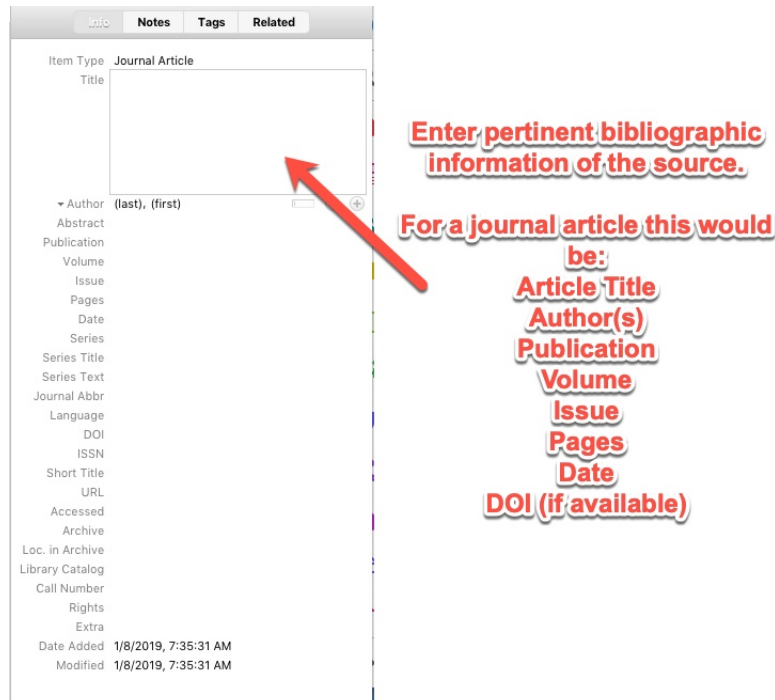 Info Notes Tags Related
Item Type Journal Article
Title
Author (last), (first)
Abstract
Publication
Volume
Issue
Pages
Date
Series
Series Title
Series Text
Journal Abbr
Language
DOI
ISSN
Short Title
URL
Accessed
Archive
Loc. in Archive
Library Catalog
Call Number
Rights
Extra
Date Added 1/8/2019, 7:35:31 AM
Modified 1/8/2019, 7:35:31 AM
Enter pertinent bibliographic
information of the source.
For a journal article this would
be:
Article Title
Author(s)
Publication
Volume
Issue
Pages
Date
DOI (if available)